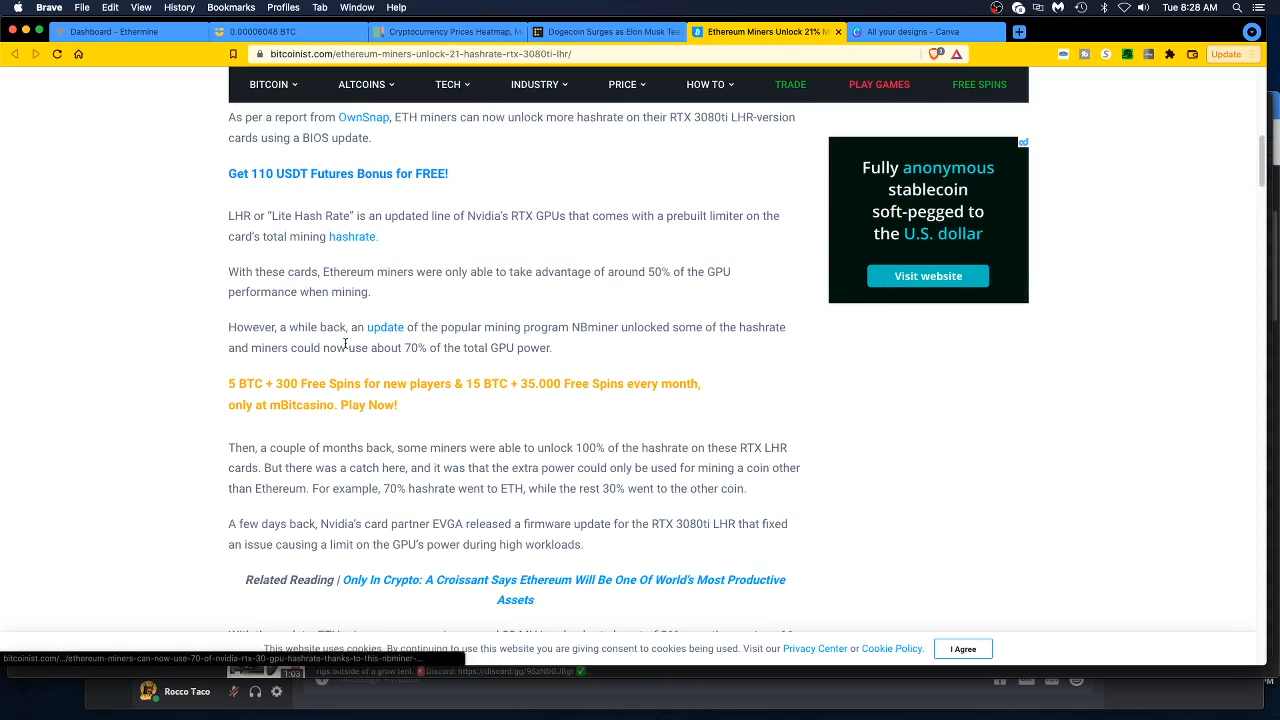 Brave File Edit View History Bookmarks Profiles Tab Window Help Tue 8:28 AM
Dashboard - Ethermine 0.00006048 BTC Cryptocurrency Prices Heatmap, M Dogecoin Surges as Elon Musk Tea Ethereum Miners Unlock 21% M All your designs - Canva
bitcoinist.com/ethereum-miners-unlock-21-hashrate-rtx-3080ti-lhr/ Update
BITCOIN ALTCOINS TECH INDUSTRY PRICE HOW TO TRADE PLAY GAMES FREE SPINS
As per a report from OwnSnap, ETH miners can now unlock more hashrate on their RTX 3080ti LHR-version
cards using a BIOS update.
Get 110 USDT Futures Bonus for FREE!
LHR or “Lite Hash Rate” is an updated line of Nvidia’s RTX GPUs that comes with a prebuilt limiter on the
card’s total mining hashrate.
With these cards, Ethereum miners were only able to take advantage of around 50% of the GPU
performance when mining.
However, a while back, an update of the popular mining program NBminer unlocked some of the hashrate
and miners could now use about 70% of the total GPU power.
5 BTC + 300 Free Spins for new players & 15 BTC + 35.000 Free Spins every month,
only at mBitcasino. Play Now!
Then, a couple of months back, some miners were able to unlock 100% of the hashrate on these RTX LHR
cards. But there was a catch here, and it was that the extra power could only be used for mining a coin other
than Ethereum. For example, 70% hashrate went to ETH, while the rest 30% went to the other coin.
A few days back, Nvidia’s card partner EVGA released a firmware update for the RTX 3080ti LHR that fixed
an issue causing a limit on the GPU’s power during high workloads.
Related Reading | Only In Crypto: A Croissant Says Ethereum Will Be One Of World’s Most Productive
Assets
Fully anonymous
stablecoin
soft-pegged to
the U.S. dollar
Visit website
This website uses cookies. By continuing to use this website you are giving consent to cookies being used. Visit our Privacy Center or Cookie Policy. I Agree
bitcoinist.com/.../ethereum-miners-can-now-use-70-of-nvidia-rtx-30-gpu-hashrate-thanks-to-this-nbminer-...
1:03 rigs outside of a grow tent. Discord:
Rocco Taco